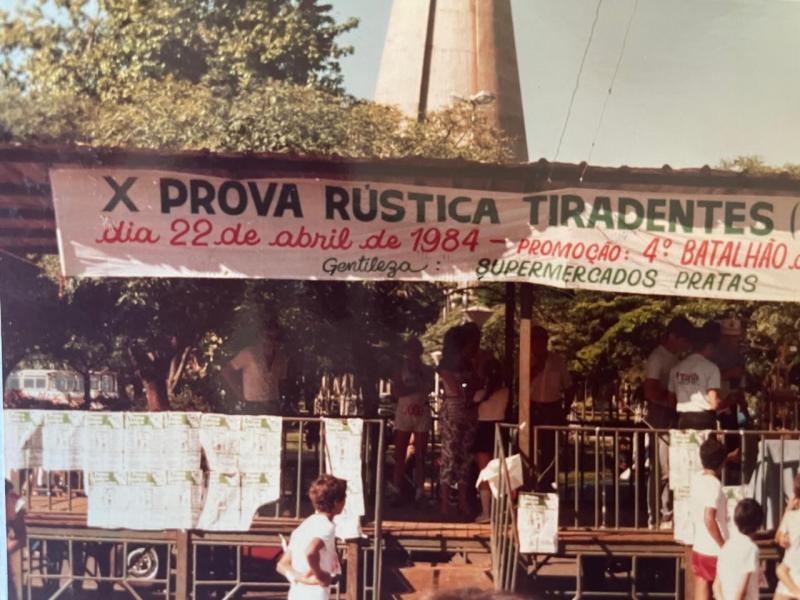 X PROVA RÚSTICA TIRADENTES (
dia 22 de abril de 1984 - PROMOÇÃO: 4º BATALHÃO.
Gentileza: SUPERMERCADOS PRATAS